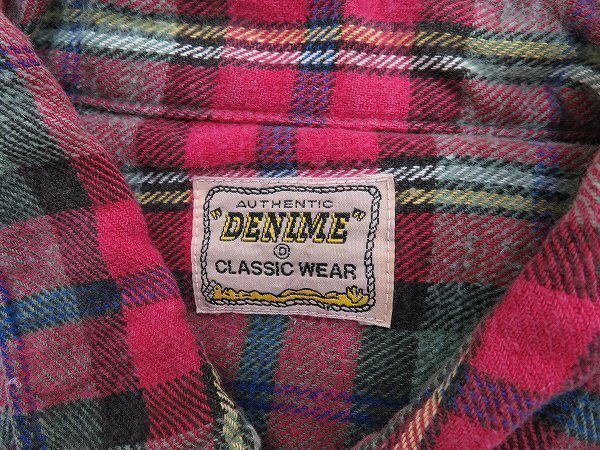 AUTHENTIC
"DENIME"
D
CLASSIC WEAR